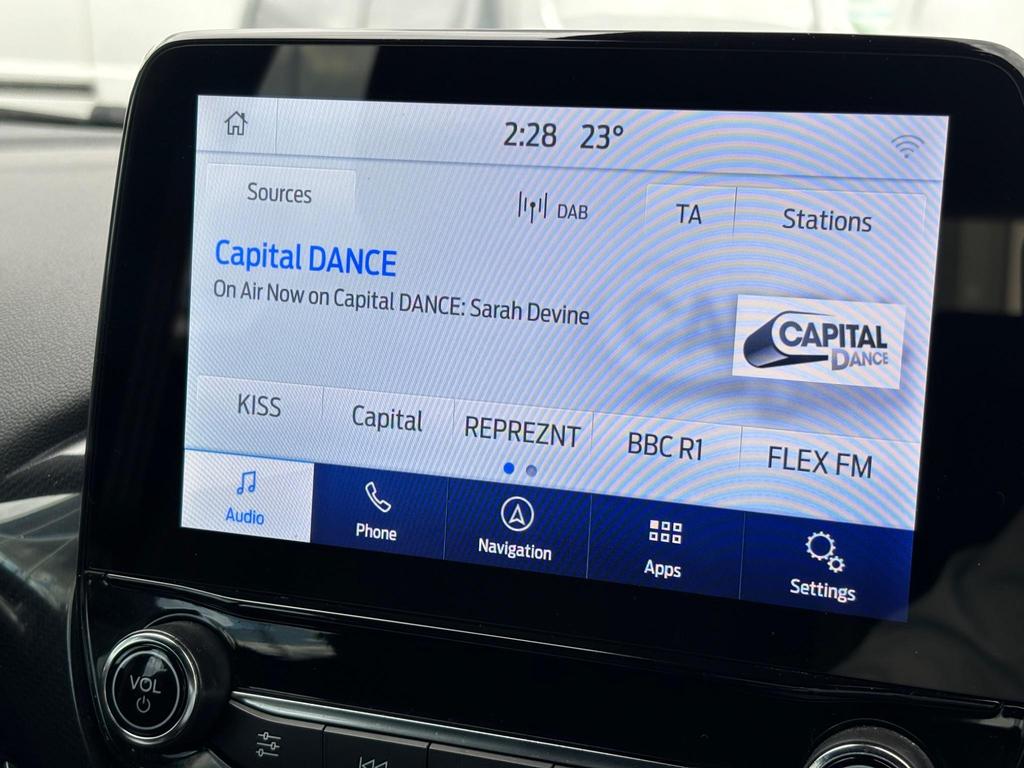 2:28 23°
Sources
DAB
TA
Stations
Capital DANCE
On Air Now on Capital DANCE: Sarah Devine
CAPITAL
DANCE
KISS
Capital
REPREZNT
BBC R1
FLEX FM
Audio
Phone
Navigation
Apps
Settings
VOL